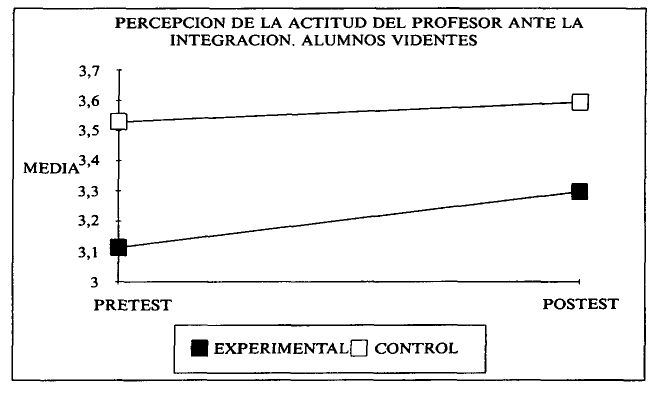 PERCEPCION DE LA ACTITUD DEL PROFESOR ANTE LA
INTEGRACION. ALUMNOS VIDENTES
3,7
3,6
3,5
MEDIA 3,4
3,3
3,2
3,1
3
PRETEST POSTEST
EXPERIMENTAL CONTROL